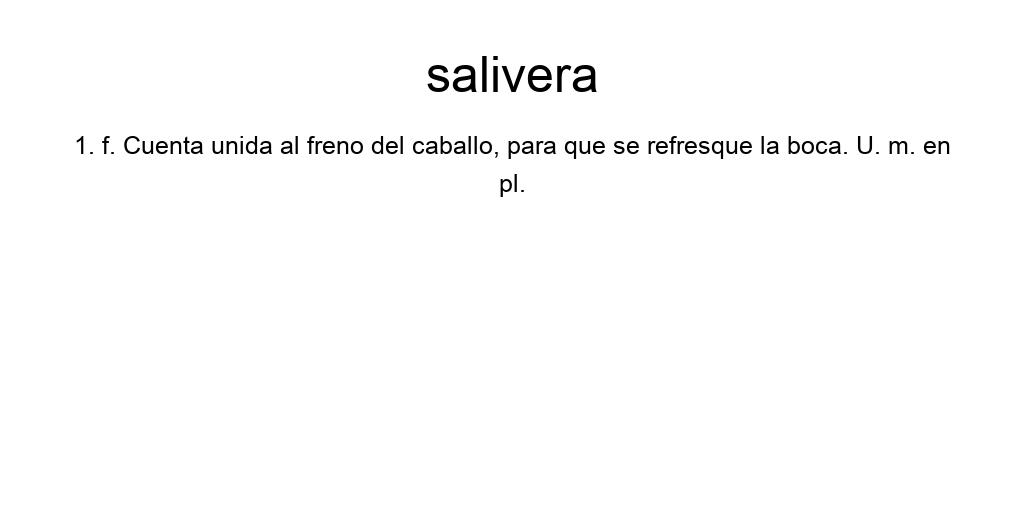 salivera
1. f. Cuenta unida al freno del caballo, para que se refresque la boca. U. m. en
pl.